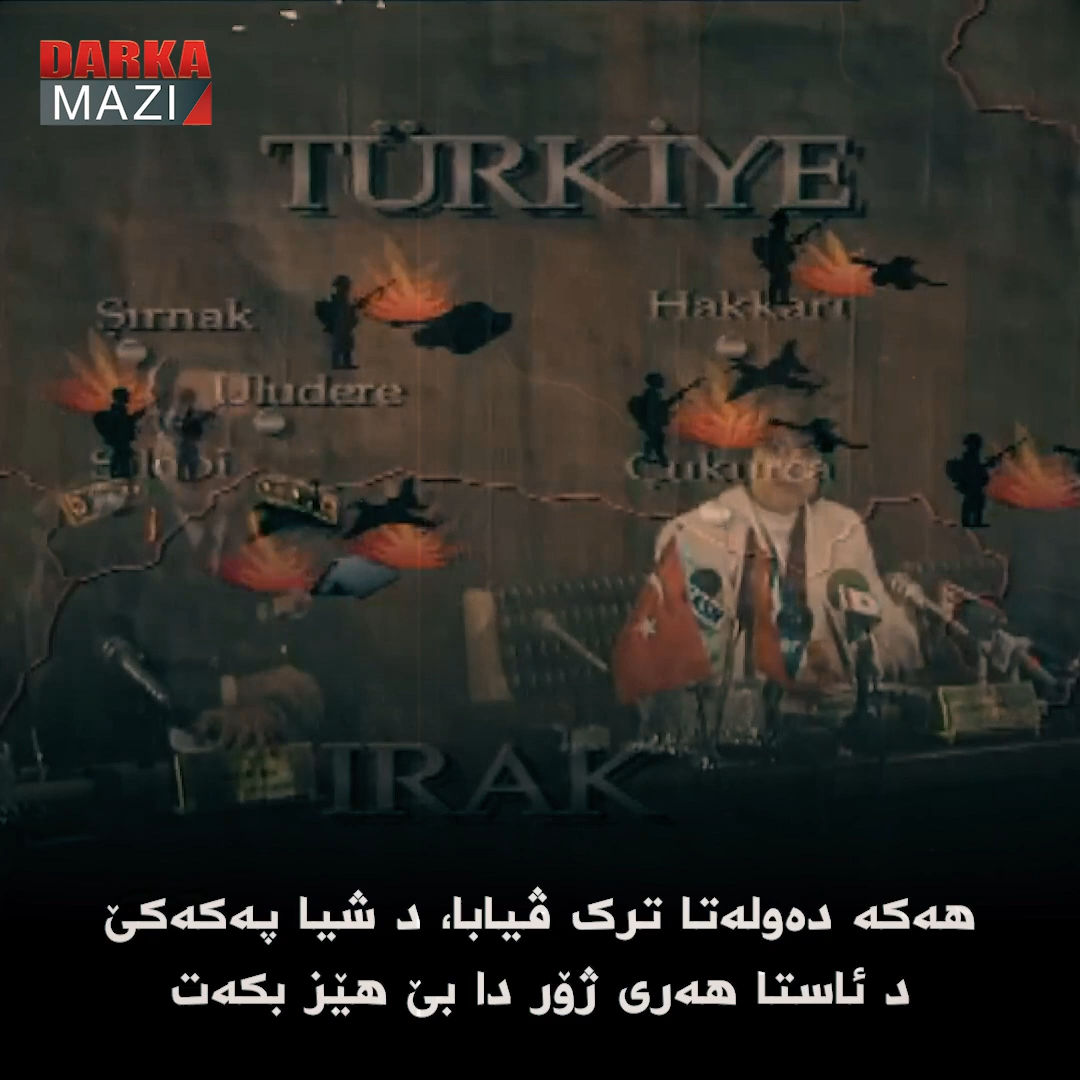 DARKA
MAZI
TÜRKİYE
Şırnak
Hakkari
Uludere
Silopi
Çukurca
IRAK
هەکە دەولەتا ترک ڤیابا، د شیا پەکەکێ
د ئاستا هەری ژۆر دا بێ هێز بکەت